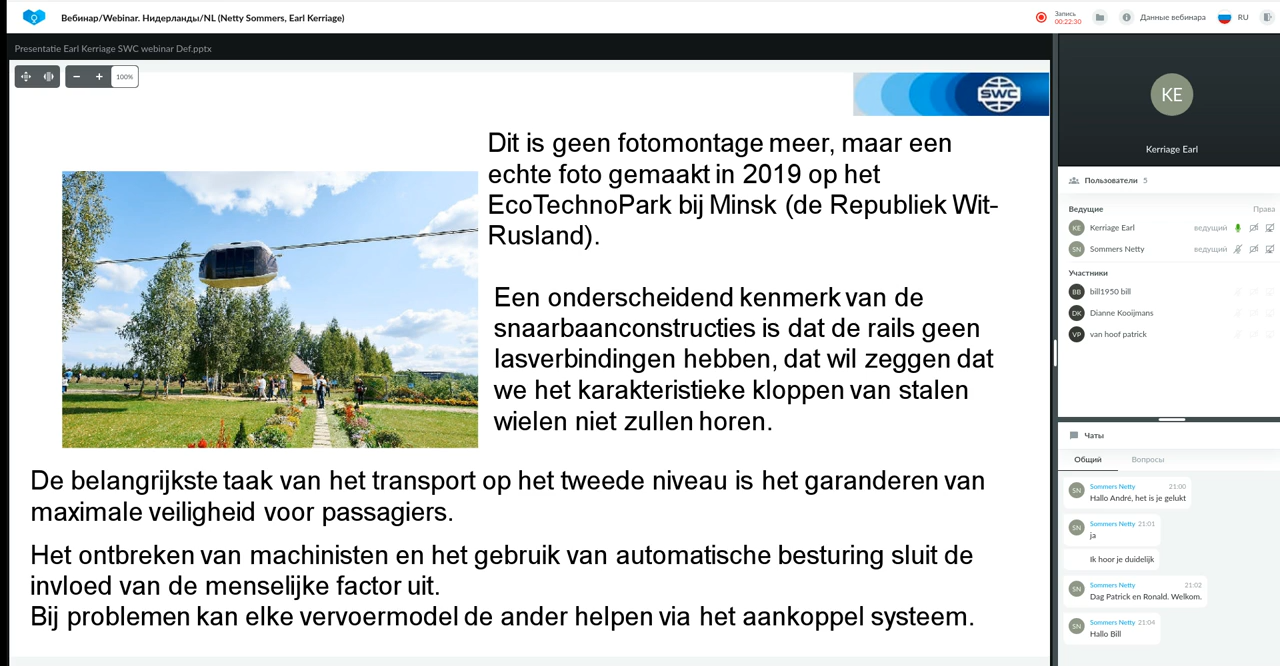 Вебинар/Webinar. Нидерланды/NL (Netty Sommers, Earl Kerriage)
Запись
00:22:30
Данные вебинара
RU
Presentatie Earl Kerriage SWC webinar Def.pptx
100%
SWC
Dit is geen fotomontage meer, maar een
echte foto gemaakt in 2019 op het
EcoTechnoPark bij Minsk (de Republiek Wit-
Rusland).
Een onderscheidend kenmerk van de
snaarbaanconstructies is dat de rails geen
lasverbindingen hebben, dat wil zeggen dat
we het karakteristieke kloppen van stalen
wielen niet zullen horen.
De belangrijkste taak van het transport op het tweede niveau is het garanderen van
maximale veiligheid voor passagiers.
Het ontbreken van machinisten en het gebruik van automatische besturing sluit de
invloed van de menselijke factor uit.
Bij problemen kan elke vervoermodel de ander helpen via het aankoppel systeem.
KE
Kerriage Earl
Пользователи 5
Ведущие Права
KE Kerriage Earl ведущий
SN Sommers Netty ведущий
Участники
BB bill1950 bill
DK Dianne Kooijmans
VP van hoof patrick
Чаты
Общий Вопросы
SN Sommers Netty 21:00
Hallo André, het is je gelukt
SN Sommers Netty 21:01
ja
Ik hoor je duidelijk
SN Sommers Netty 21:02
Dag Patrick en Ronald. Welkom.
SN Sommers Netty 21:04
Hallo Bill